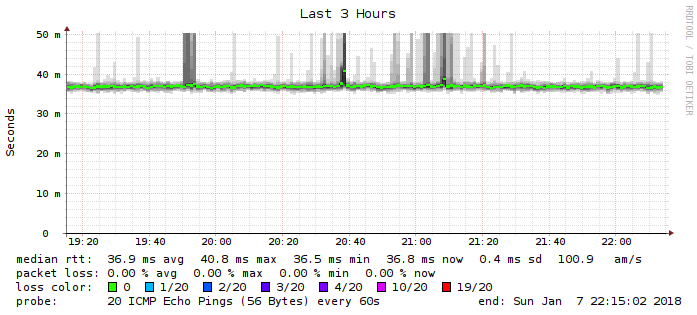 Last 3 Hours
RRDTOOL / TOBI OETIKER
Seconds
50 m
40 m
30 m
20 m
10 m
0
19:20 19:40 20:00 20:20 20:40 21:00 21:20 21:40 22:00
median rtt: 36.9 ms avg 40.8 ms max 36.5 ms min 36.8 ms now 0.4 ms sd 100.9 am/s
packet loss: 0.00 % avg 0.00 % max 0.00 % min 0.00 % now
loss color: 0 1/20 2/20 3/20 4/20 10/20 19/20
probe: 20 ICMP Echo Pings (56 Bytes) every 60s end: Sun Jan 7 22:15:02 2018